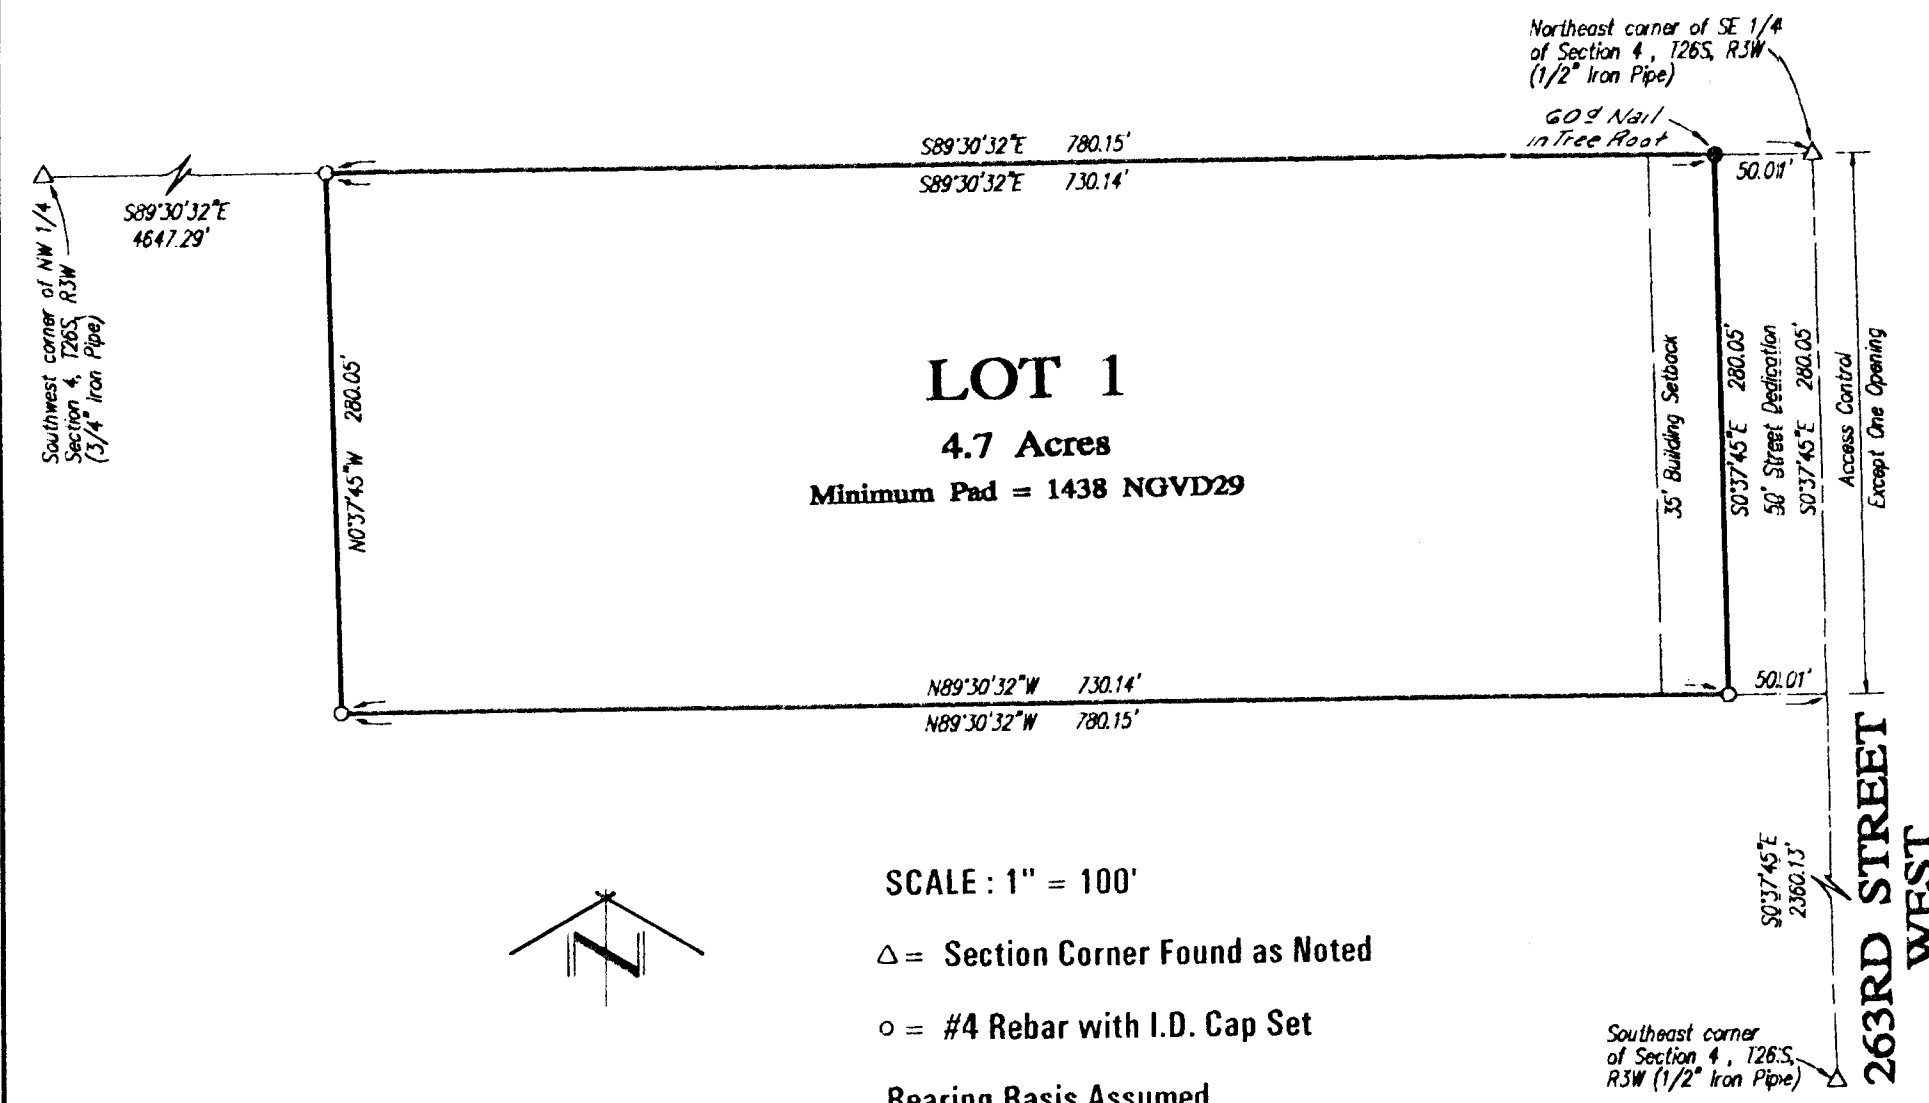 Northeast corner of SE 1/4
of Section 4 , T26S, R3W
(1/2" Iron Pipe)
60d Nail
in Tree Root
S89°30'32"E 780.15'
S89°30'32"E 730.14'
50.01'
S89°30'32"E
4647.29'
Southwest corner of NW 1/4
Section 4, T26S, R3W
(3/4" Iron Pipe)
N0°37'45"W 280.05'
LOT 1
4.7 Acres
Minimum Pad = 1438 NGVD29
35' Building Setback
S0°37'45"E 280.05'
50' Street Dedication
S0°37'45"E 280.05'
Access Control
Except One Opening
N89°30'32"W 730.14'
N89°30'32"W 780.15'
50.01'
263RD STREET
WEST
S0°37'45"E
2360.13'
N
SCALE : 1" = 100'
△ = Section Corner Found as Noted
○ = #4 Rebar with I.D. Cap Set
Bearing Basis Assumed
Southeast corner
of Section 4 , T26S,
R3W (1/2" Iron Pipe)